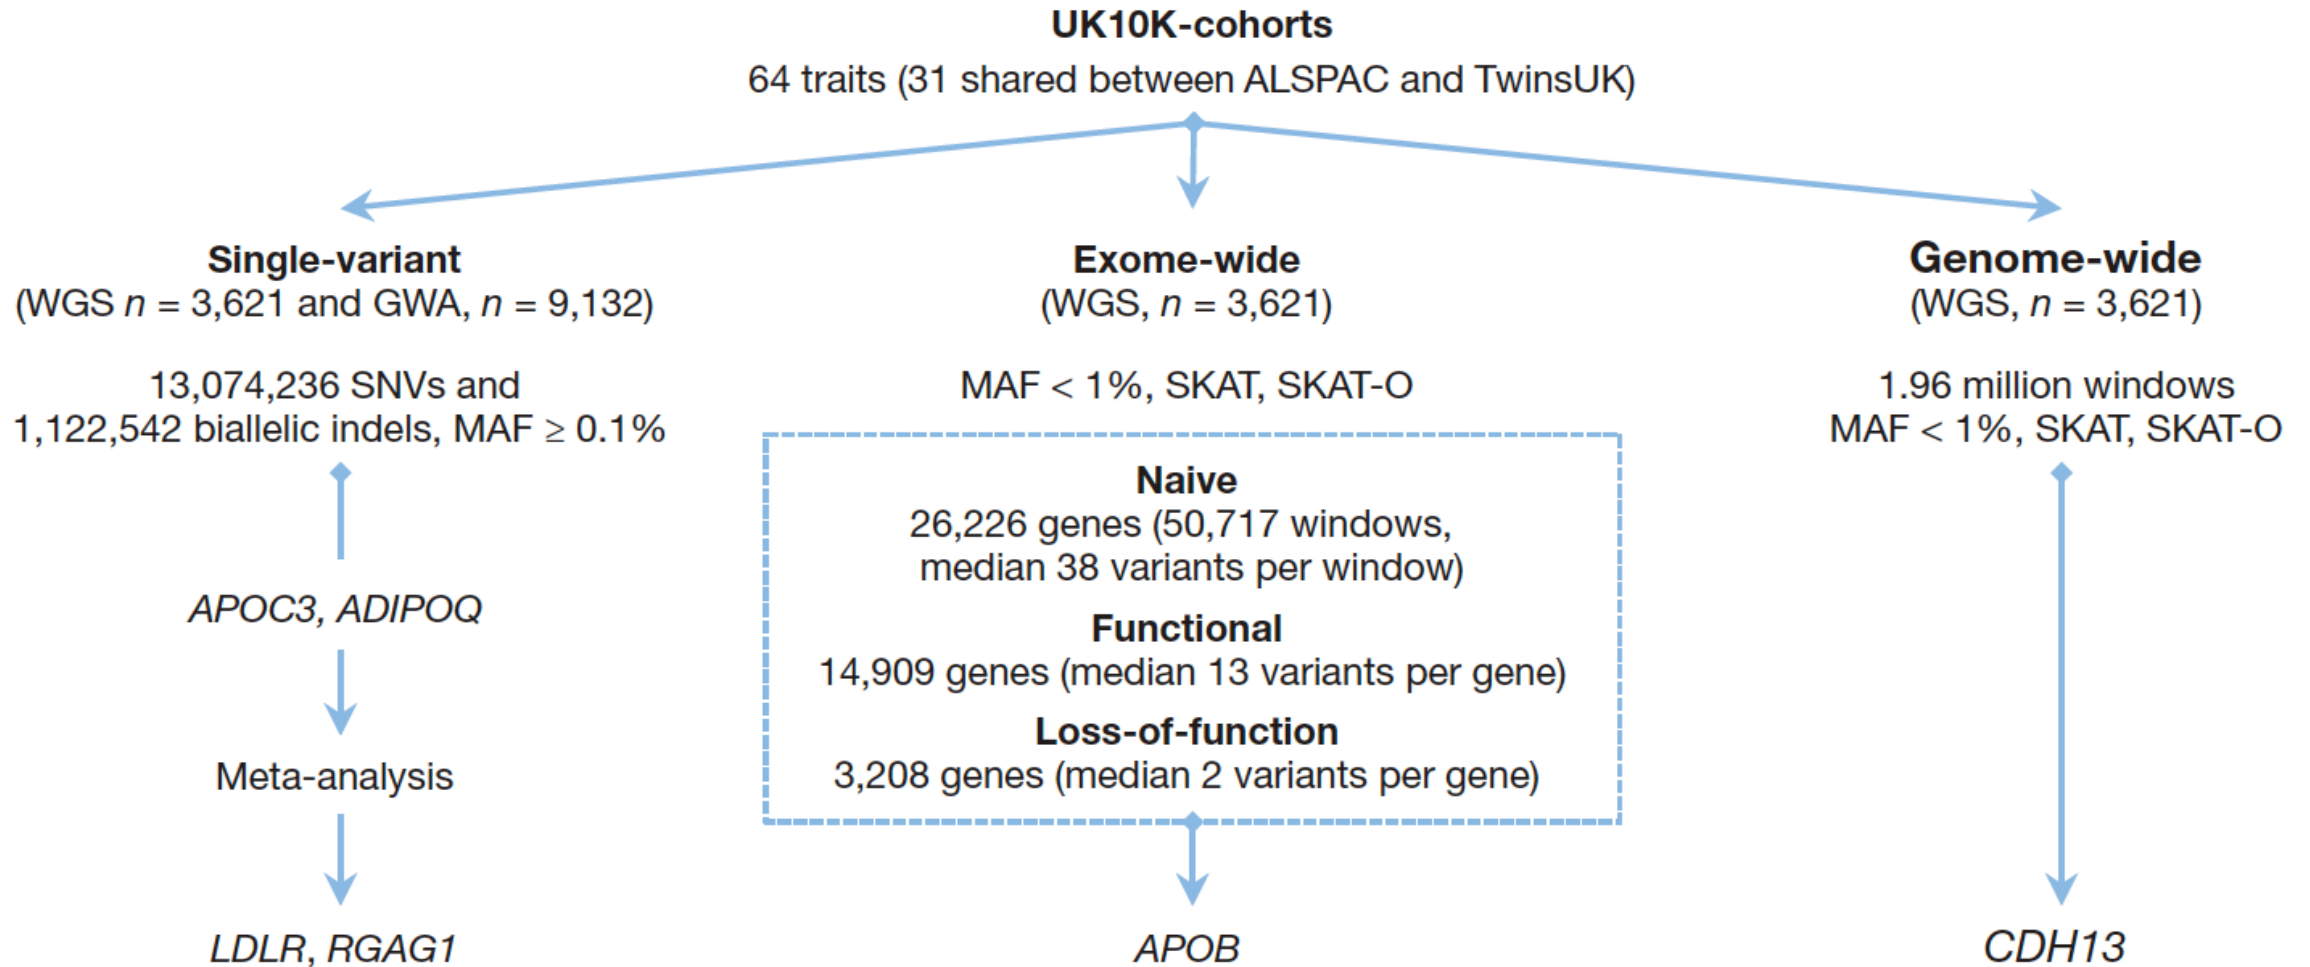 UK10K-cohorts
64 traits (31 shared between ALSPAC and TwinsUK)
Single-variant
(WGS n = 3,621 and GWA, n = 9,132)
13,074,236 SNVs and
1,122,542 biallelic indels, MAF ≥ 0.1%
APOC3, ADIPOQ
Meta-analysis
LDLR, RGAG1
Exome-wide
(WGS, n = 3,621)
MAF < 1%, SKAT, SKAT-O
Naive
26,226 genes (50,717 windows,
median 38 variants per window)
Functional
14,909 genes (median 13 variants per gene)
Loss-of-function
3,208 genes (median 2 variants per gene)
APOB
Genome-wide
(WGS, n = 3,621)
1.96 million windows
MAF < 1%, SKAT, SKAT-O
CDH13